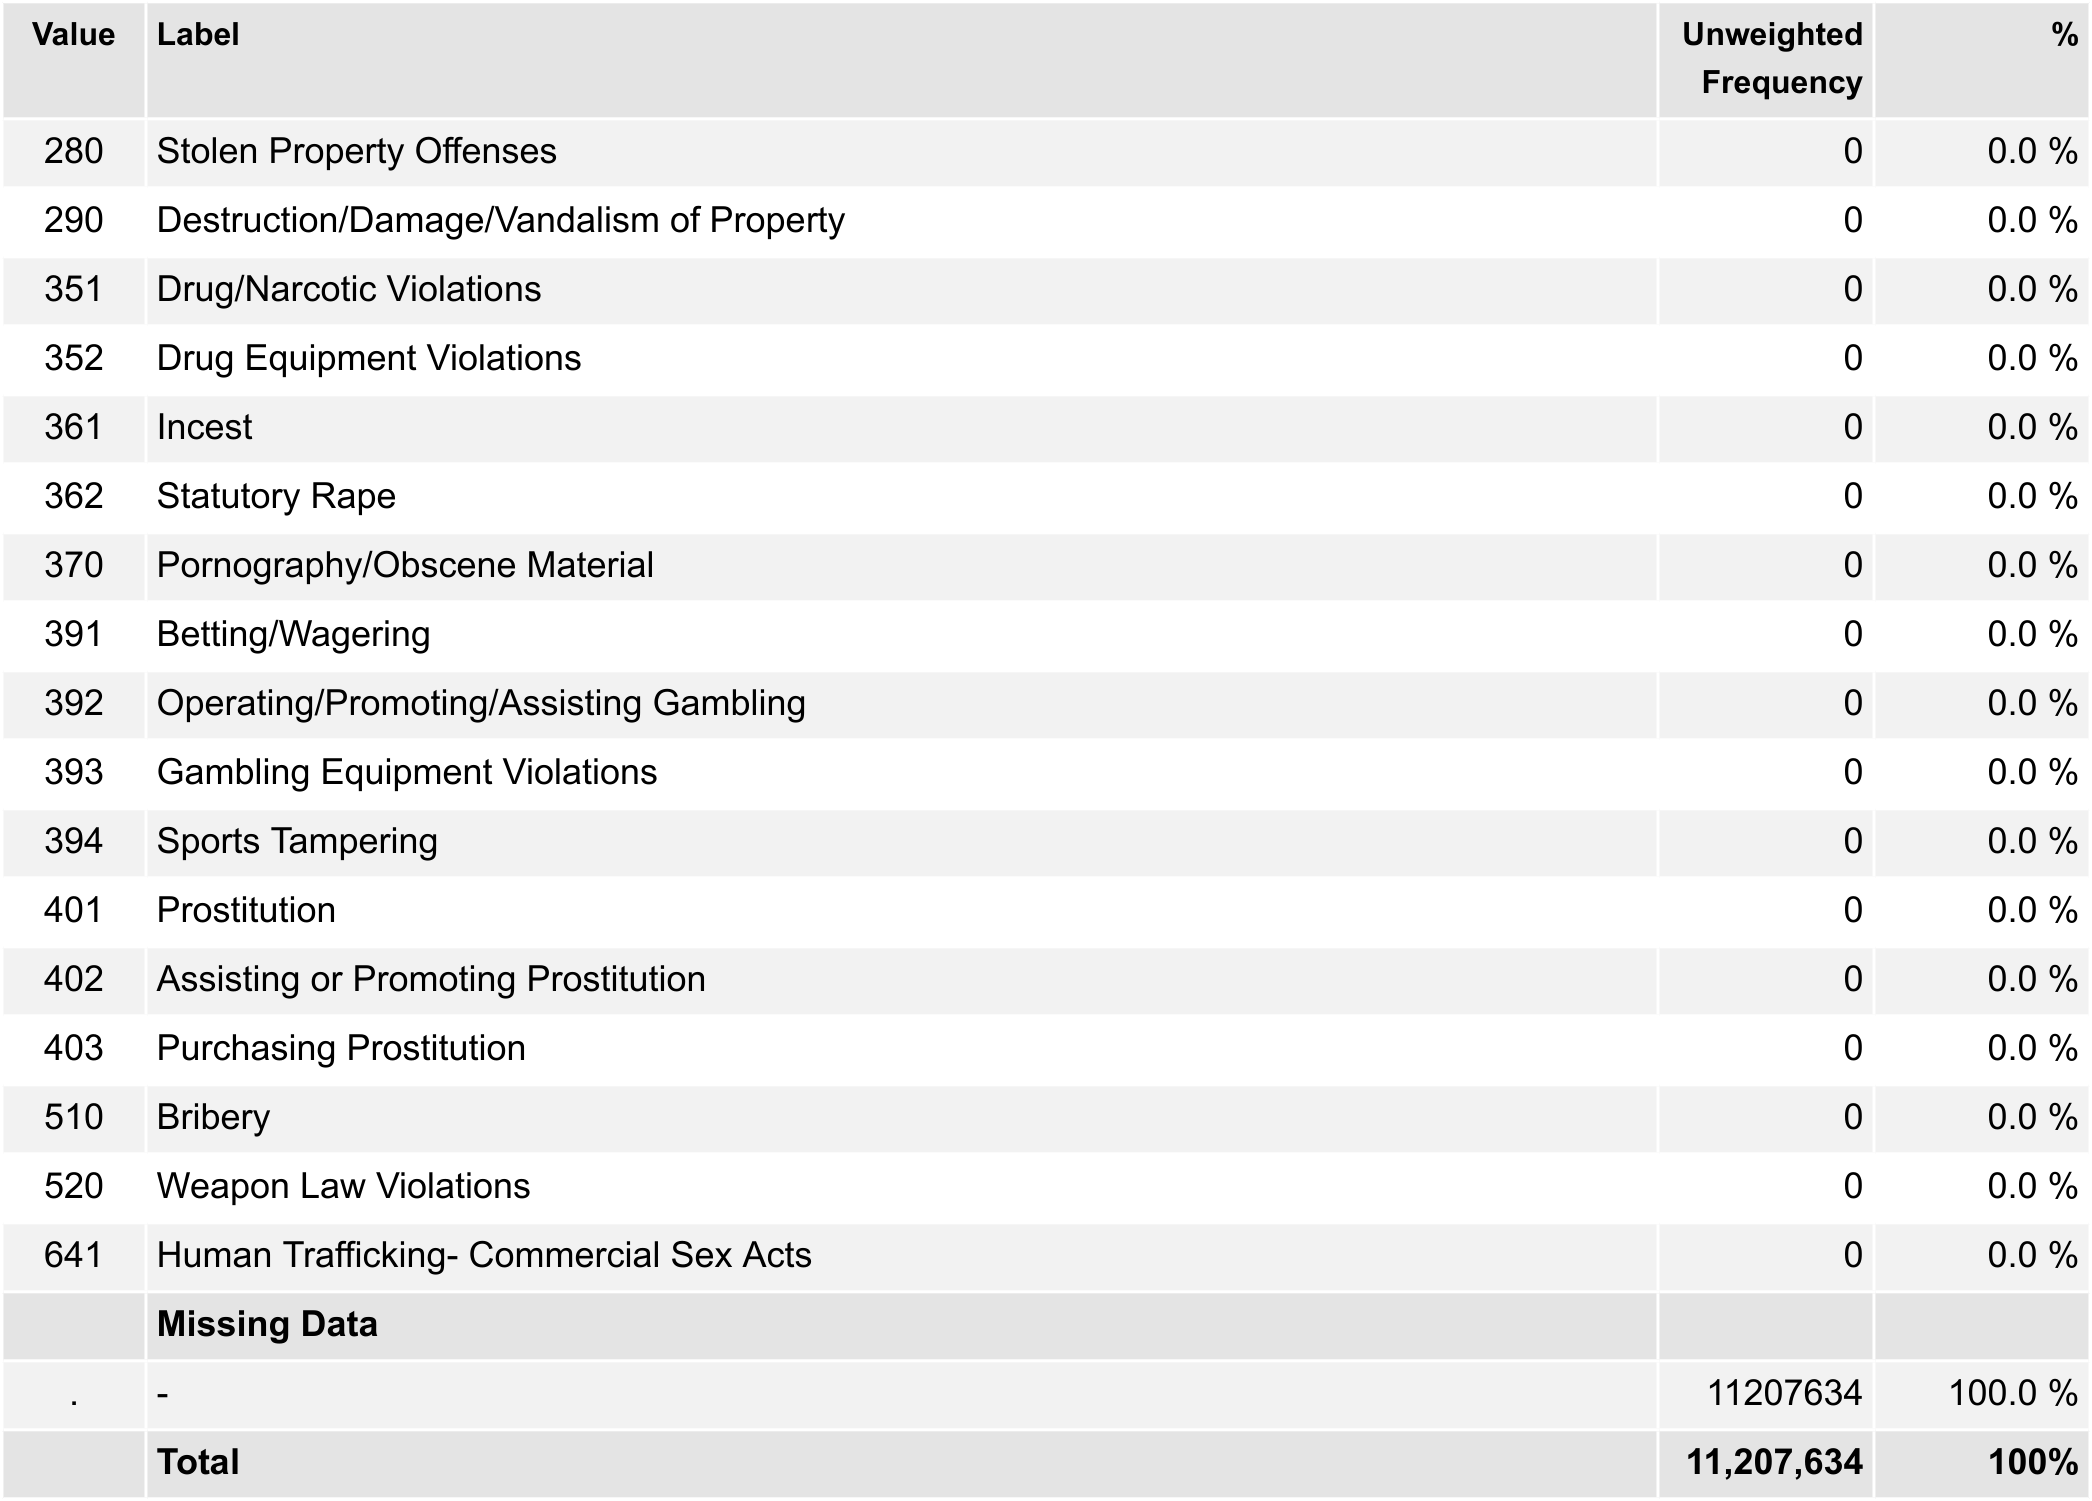 Value Label Unweighted Frequency %
280 Stolen Property Offenses 0 0.0 %
290 Destruction/Damage/Vandalism of Property 0 0.0 %
351 Drug/Narcotic Violations 0 0.0 %
352 Drug Equipment Violations 0 0.0 %
361 Incest 0 0.0 %
362 Statutory Rape 0 0.0 %
370 Pornography/Obscene Material 0 0.0 %
391 Betting/Wagering 0 0.0 %
392 Operating/Promoting/Assisting Gambling 0 0.0 %
393 Gambling Equipment Violations 0 0.0 %
394 Sports Tampering 0 0.0 %
401 Prostitution 0 0.0 %
402 Assisting or Promoting Prostitution 0 0.0 %
403 Purchasing Prostitution 0 0.0 %
510 Bribery 0 0.0 %
520 Weapon Law Violations 0 0.0 %
641 Human Trafficking- Commercial Sex Acts 0 0.0 %
Missing Data
. - 11207634 100.0 %
Total 11,207,634 100%